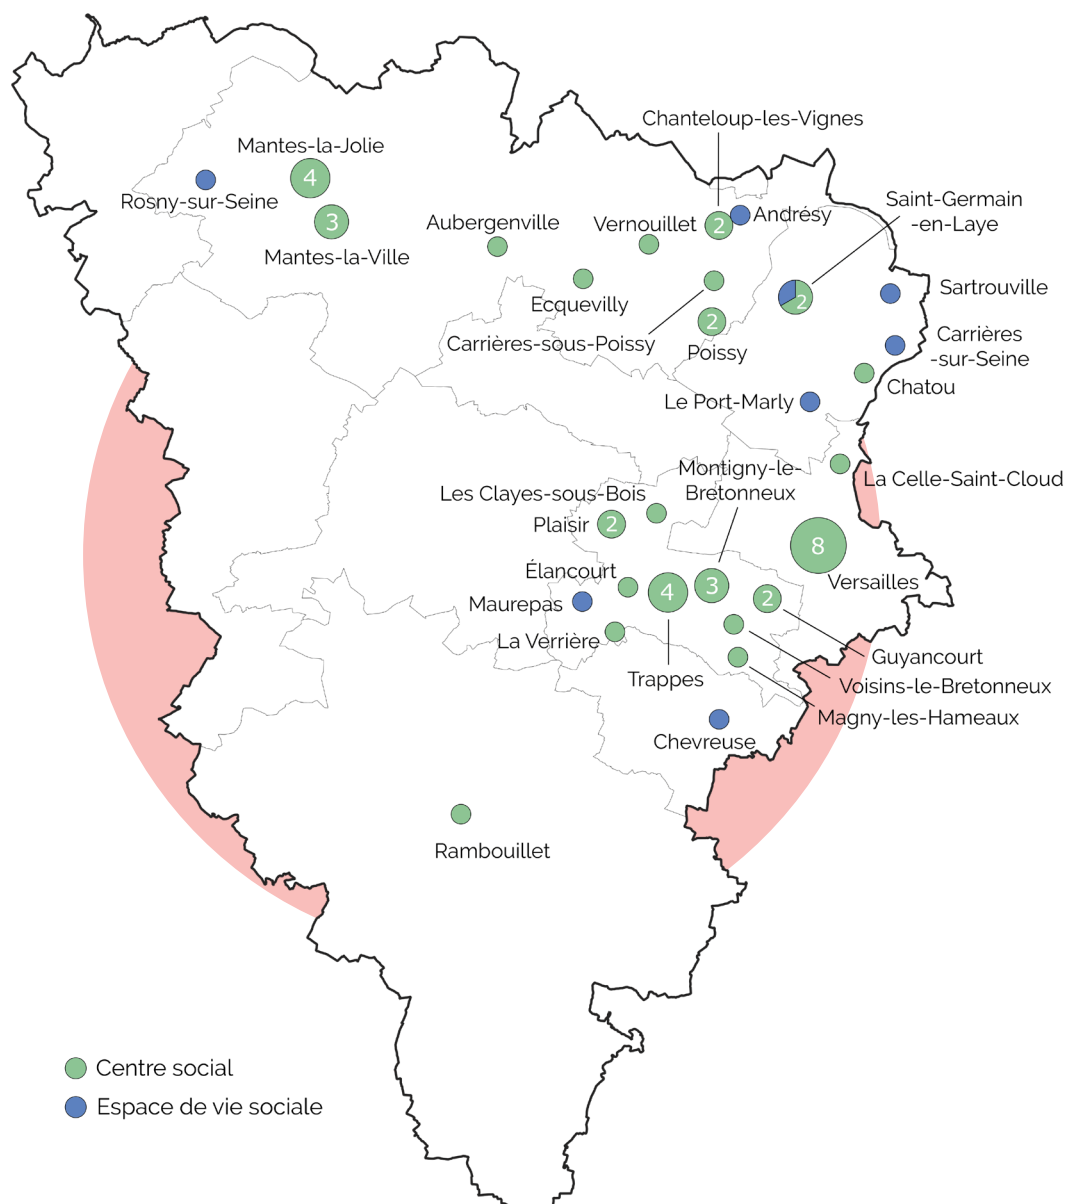 Chanteloup-les-Vignes
Mantes-la-Jolie
4
Rosny-sur-Seine
3
Mantes-la-Ville
Aubergenville
Vernouillet
2
Andrésy
Saint-Germain
-en-Laye
Ecquevilly
2
Sartrouville
Carrières-sous-Poissy
2
Poissy
Carrières
-sur-Seine
Chatou
Le Port-Marly
Montigny-le-
Bretonneux
La Celle-Saint-Cloud
Les Clayes-sous-Bois
Plaisir
2
8
Versailles
Élancourt
4
3
2
Maurepas
La Verrière
Trappes
Guyancourt
Voisins-le-Bretonneux
Magny-les-Hameaux
Chevreuse
Rambouillet
Centre social
Espace de vie sociale